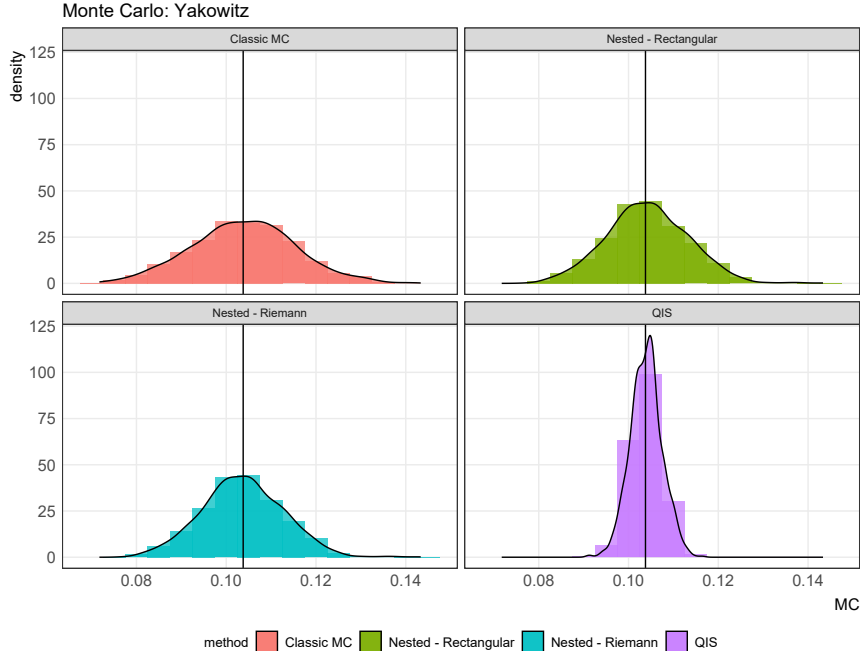 Monte Carlo: Yakowitz
density
Classic MC
Nested - Rectangular
125
100
75
50
25
0
Nested - Riemann
QIS
125
100
75
50
25
0
0.08 0.10 0.12 0.14
0.08 0.10 0.12 0.14
MC
method Classic MC Nested - Rectangular Nested - Riemann QIS